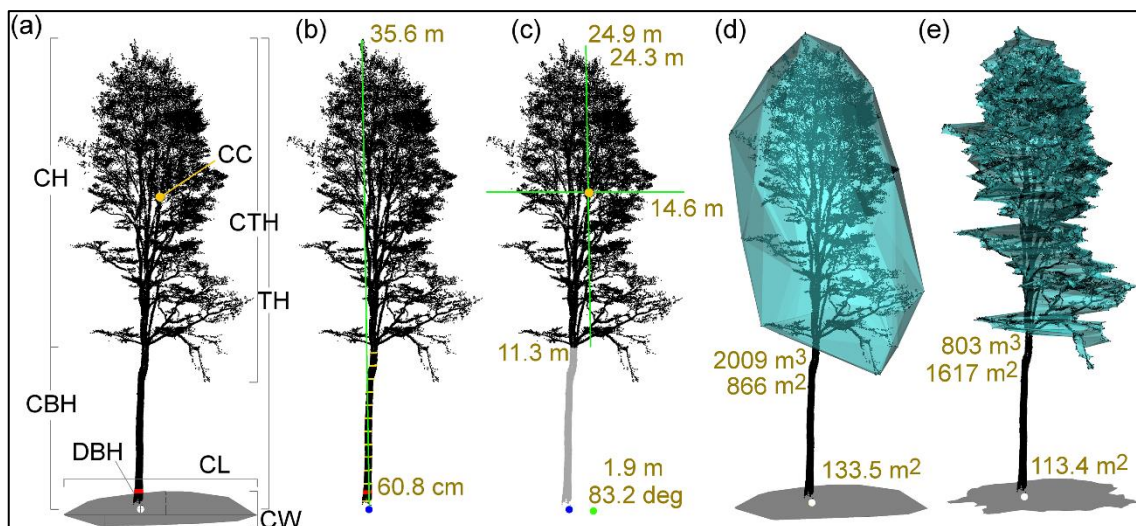 (a)
CH
CC
CTH
TH
CBH
DBH
CL
CW
(b)
35.6 m
60.8 cm
(c)
24.9 m
24.3 m
14.6 m
11.3 m
1.9 m
83.2 deg
(d)
2009 m³
866 m²
133.5 m²
(e)
803 m³
1617 m²
113.4 m²